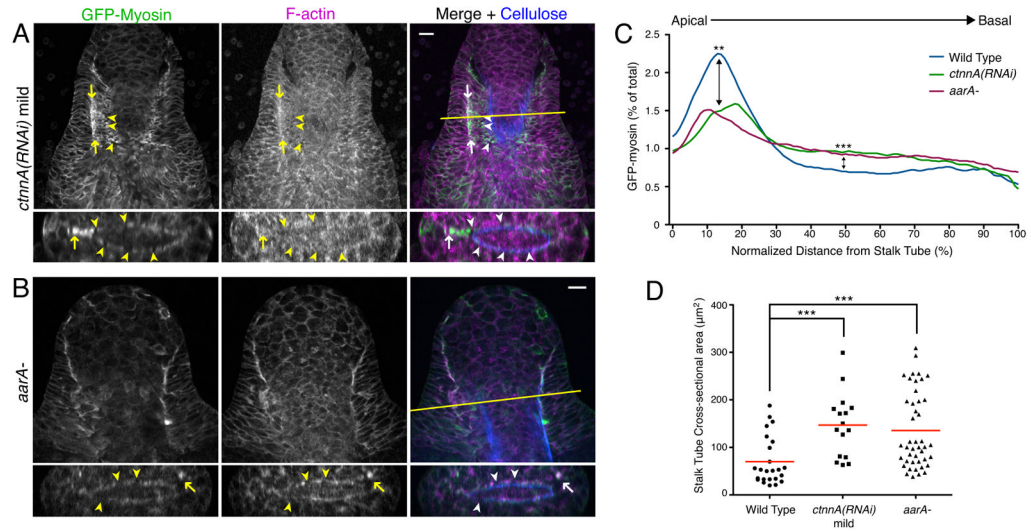 A
GFP-Myosin
F-actin
Merge + Cellulose
ctnnA(RNAi) mild
B
aarA-
C
Apical
Basal
GFP-myosin (% of total)
2.5
2.0
1.5
1.0
0.5
0
0
10
20
30
40
50
60
70
80
90
100
Normalized Distance from Stalk Tube (%)
**
***
Wild Type
ctnnA(RNAi)
aarA-
D
Stalk Tube Cross-sectional area (µm²)
400
300
200
100
0
***
***
Wild Type
ctnnA(RNAi)
mild
aarA-